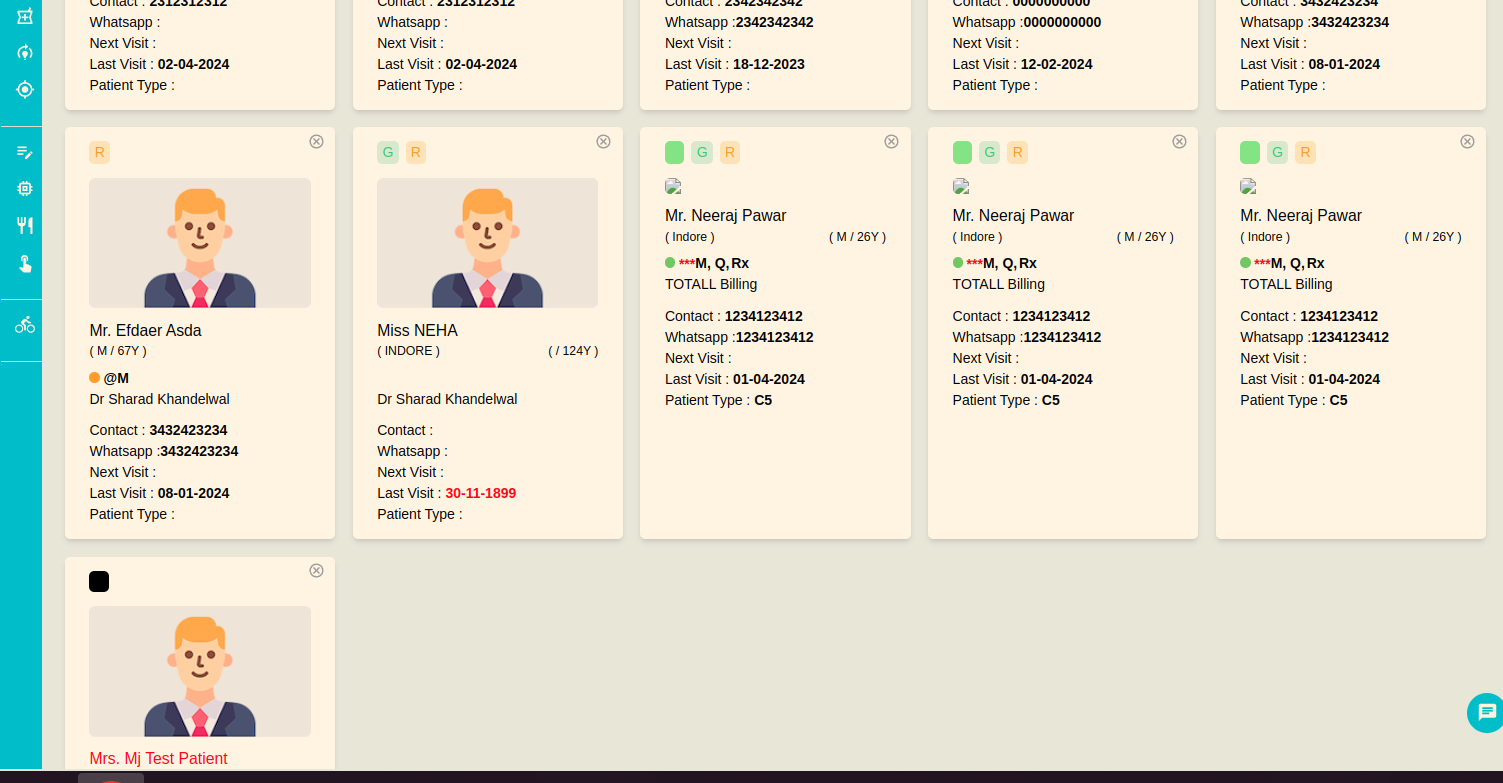 Contact : 2312312312
Whatsapp :
Next Visit :
Last Visit : 02-04-2024
Patient Type :
Contact : 2312312312
Whatsapp :
Next Visit :
Last Visit : 02-04-2024
Patient Type :
Contact : 2342342342
Whatsapp :2342342342
Next Visit :
Last Visit : 18-12-2023
Patient Type :
Contact : 0000000000
Whatsapp :0000000000
Next Visit :
Last Visit : 12-02-2024
Patient Type :
Contact : 3432423234
Whatsapp :3432423234
Next Visit :
Last Visit : 08-01-2024
Patient Type :
R
Mr. Efdaer Asda
( M / 67Y )
@M
Dr Sharad Khandelwal
Contact : 3432423234
Whatsapp :3432423234
Next Visit :
Last Visit : 08-01-2024
Patient Type :
G R
Miss NEHA
( INDORE ) ( / 124Y )
Dr Sharad Khandelwal
Contact :
Whatsapp :
Next Visit :
Last Visit : 30-11-1899
Patient Type :
G R
Mr. Neeraj Pawar
( Indore ) ( M / 26Y )
***M, Q, Rx
TOTALL Billing
Contact : 1234123412
Whatsapp :1234123412
Next Visit :
Last Visit : 01-04-2024
Patient Type : C5
G R
Mr. Neeraj Pawar
( Indore ) ( M / 26Y )
***M, Q, Rx
TOTALL Billing
Contact : 1234123412
Whatsapp :1234123412
Next Visit :
Last Visit : 01-04-2024
Patient Type : C5
G R
Mr. Neeraj Pawar
( Indore ) ( M / 26Y )
***M, Q, Rx
TOTALL Billing
Contact : 1234123412
Whatsapp :1234123412
Next Visit :
Last Visit : 01-04-2024
Patient Type : C5
Mrs. Mj Test Patient